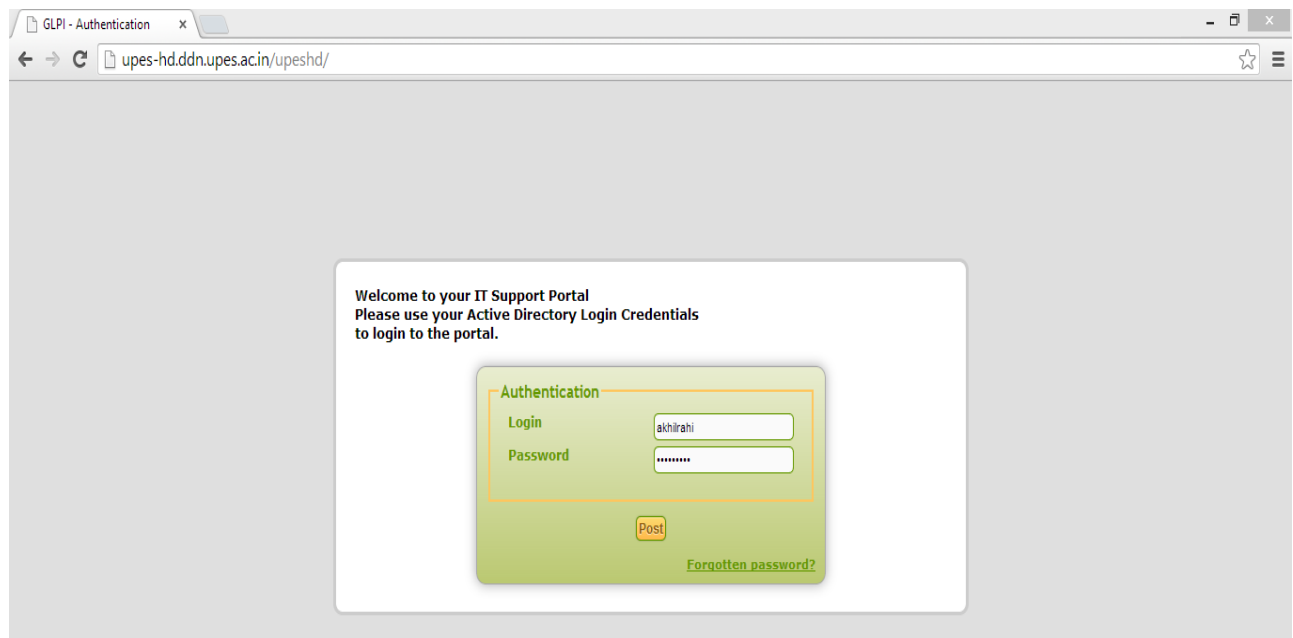 GLPI - Authentication
upes-hd.ddn.upes.ac.in/upeshd/
Welcome to your IT Support Portal
Please use your Active Directory Login Credentials
to login to the portal.
Authentication
Login akhilrahi
Password •••••••••
Post
Forgotten password?